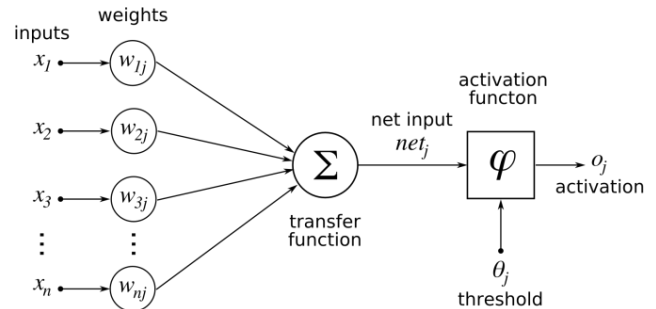 weights
inputs
x₁
w₁ⱼ
activation
functon
x₂
w₂ⱼ
net input
netⱼ
Σ
φ
oⱼ
activation
x₃
w₃ⱼ
transfer
function
⋮
⋮
θⱼ
threshold
xₙ
wₙⱼ